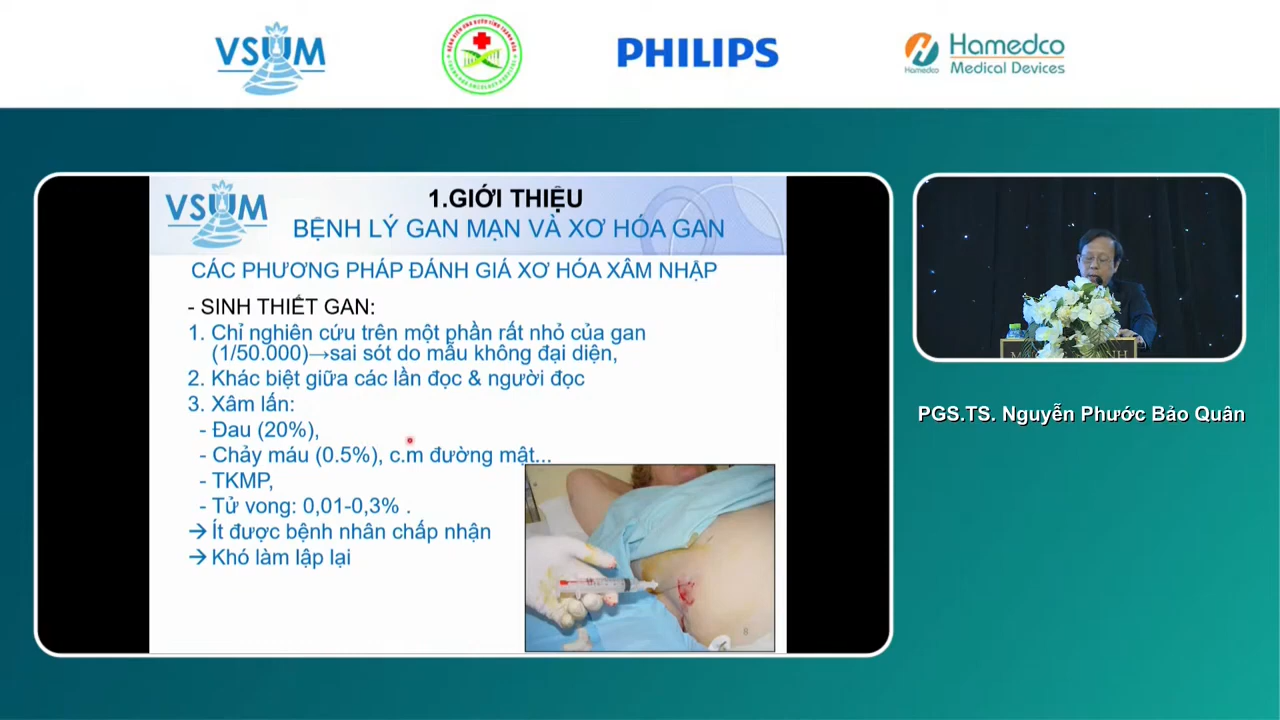 VSUM
PHILIPS
Hamedco
Hamedco
Medical Devices
VSUM
1.GIỚI THIỆU
BỆNH LÝ GAN MẠN VÀ XƠ HÓA GAN
CÁC PHƯƠNG PHÁP ĐÁNH GIÁ XƠ HÓA XÂM NHẬP
- SINH THIẾT GAN:
1. Chỉ nghiên cứu trên một phần rất nhỏ của gan
(1/50.000)→sai sót do mẫu không đại diện,
2. Khác biệt giữa các lần đọc & người đọc
3. Xâm lấn:
- Đau (20%),
- Chảy máu (0.5%), c.m đường mật...
- TKMP,
- Tử vong: 0,01-0,3% .
→ Ít được bệnh nhân chấp nhận
→ Khó làm lập lại
8
PGS.TS. Nguyễn Phước Bảo Quân